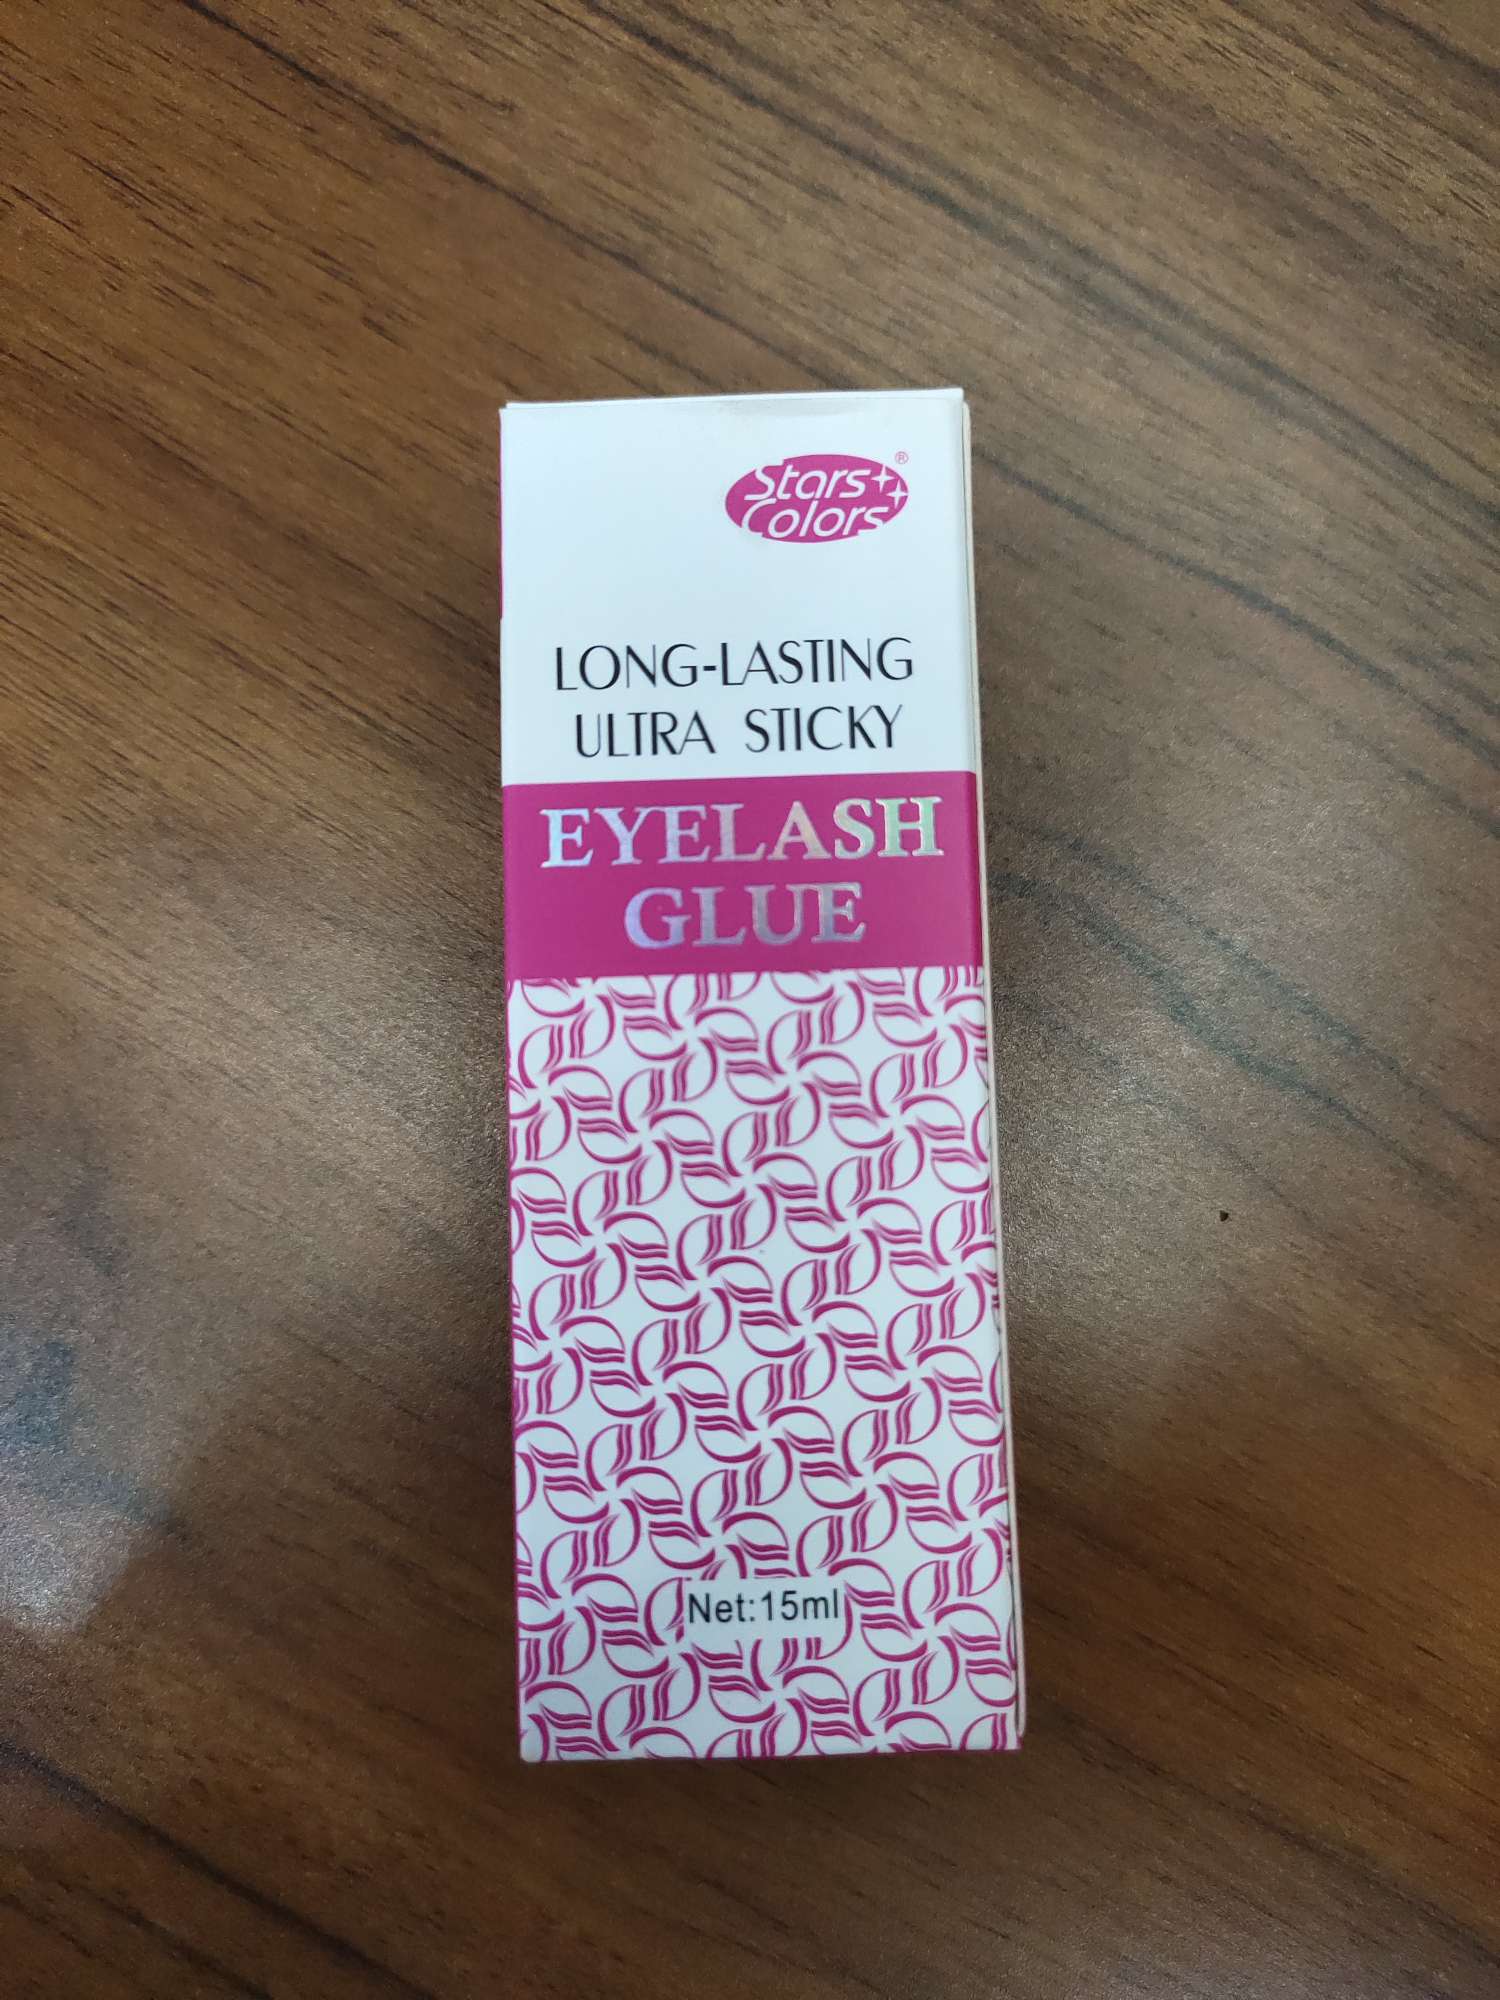 Stars
Colors
®
LONG-LASTING
ULTRA STICKY
EYELASH
GLUE
Net:15ml